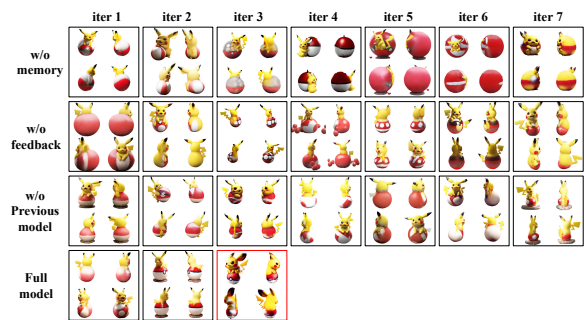 iter 1 iter 2 iter 3 iter 4 iter 5 iter 6 iter 7
w/o
memory
w/o
feedback
w/o
Previous
model
Full
model